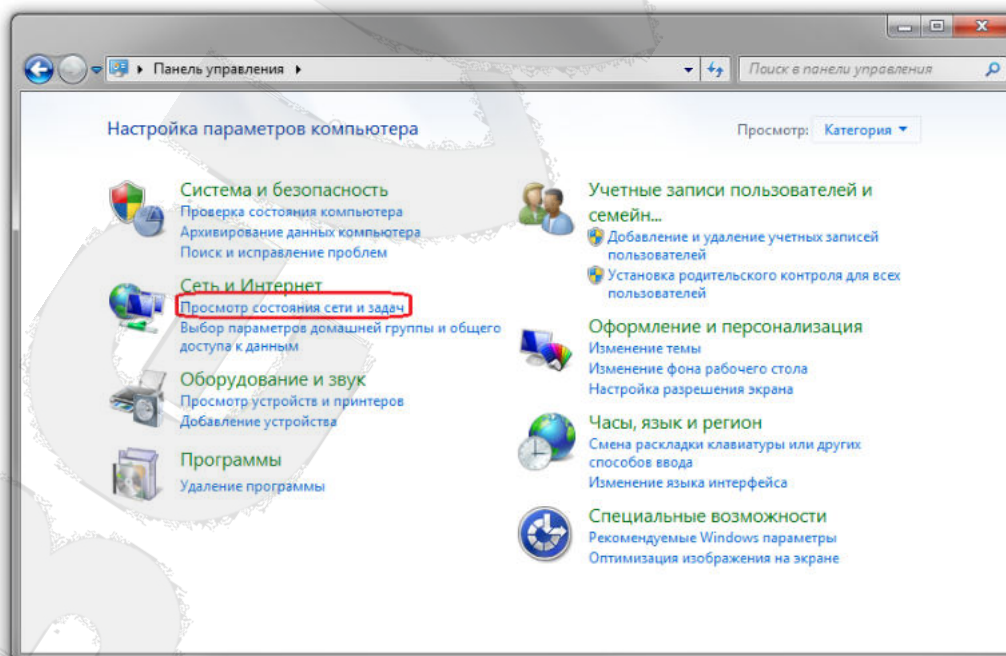 Панель управления
Поиск в панели управления
Настройка параметров компьютера
Просмотр: Категория
Система и безопасность
Проверка состояния компьютера
Архивирование данных компьютера
Поиск и исправление проблем
Сеть и Интернет
Просмотр состояния сети и задач
Выбор параметров домашней группы и общего
доступа к данным
Оборудование и звук
Просмотр устройств и принтеров
Добавление устройства
Программы
Удаление программы
Учетные записи пользователей и
семейн...
Добавление и удаление учетных записей
пользователей
Установка родительского контроля для всех
пользователей
Оформление и персонализация
Изменение темы
Изменение фона рабочего стола
Настройка разрешения экрана
Часы, язык и регион
Смена раскладки клавиатуры или других
способов ввода
Изменение языка интерфейса
Специальные возможности
Рекомендуемые Windows параметры
Оптимизация изображения на экране